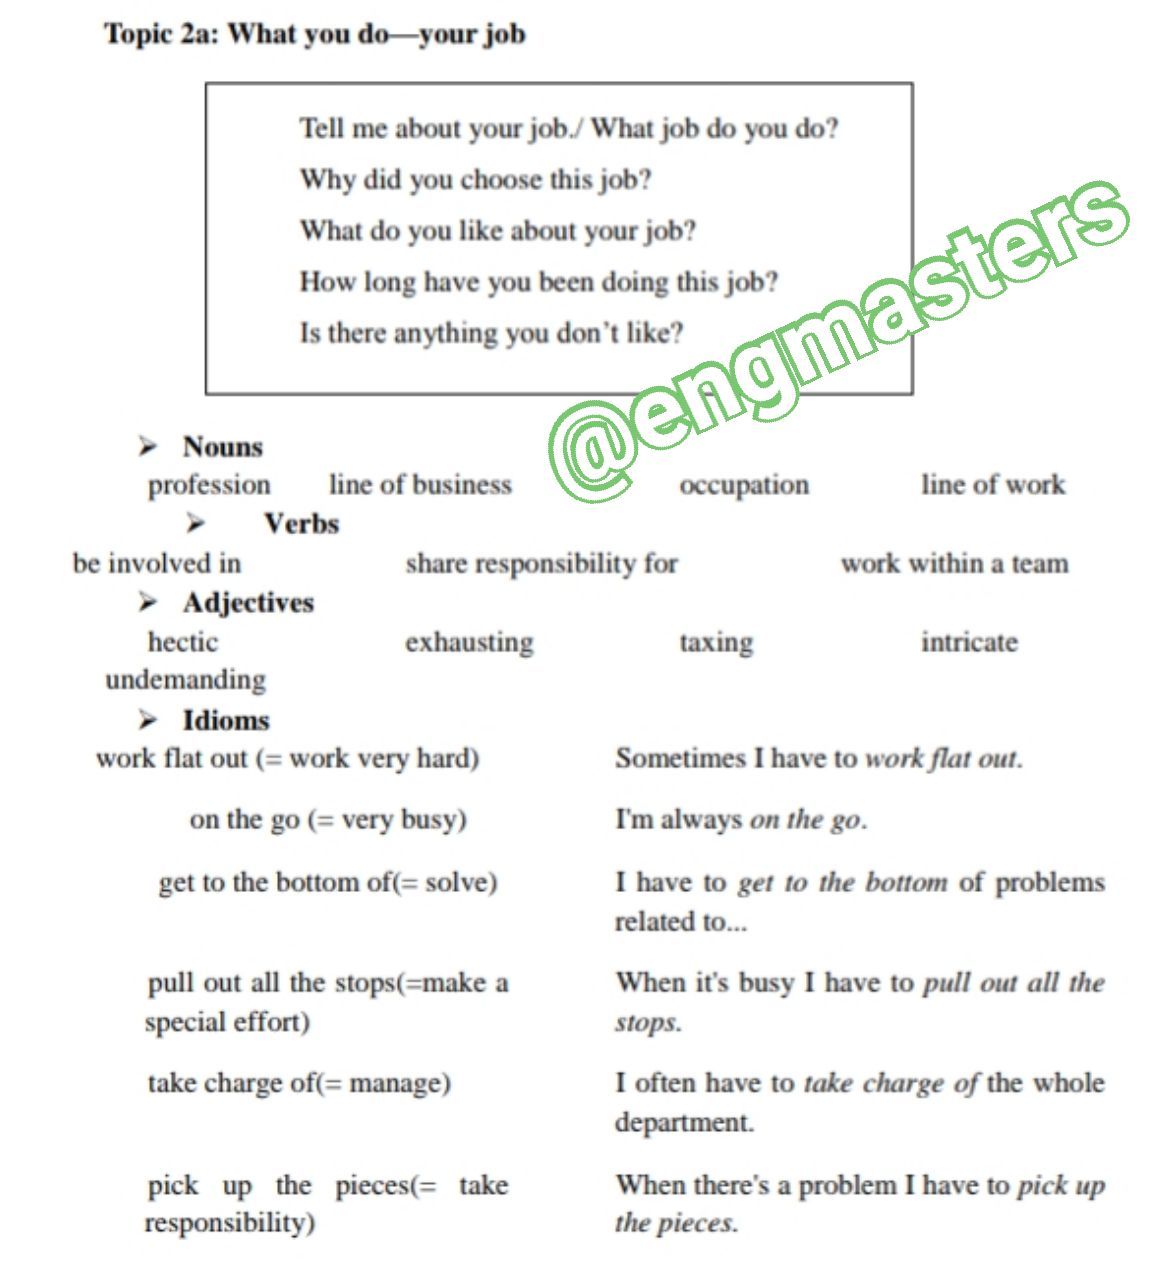 Topic 2a: What you do—your job
Tell me about your job./ What job do you do?
Why did you choose this job?
What do you like about your job?
How long have you been doing this job?
Is there anything you don't like?
@engmasters
➢ Nouns
profession line of business occupation line of work
➢ Verbs
be involved in share responsibility for work within a team
➢ Adjectives
hectic exhausting taxing intricate
undemanding
➢ Idioms
work flat out (= work very hard) Sometimes I have to work flat out.
on the go (= very busy) I'm always on the go.
get to the bottom of(= solve) I have to get to the bottom of problems
related to...
pull out all the stops(=make a When it's busy I have to pull out all the
special effort) stops.
take charge of(= manage) I often have to take charge of the whole
department.
pick up the pieces(= take When there's a problem I have to pick up
responsibility) the pieces.